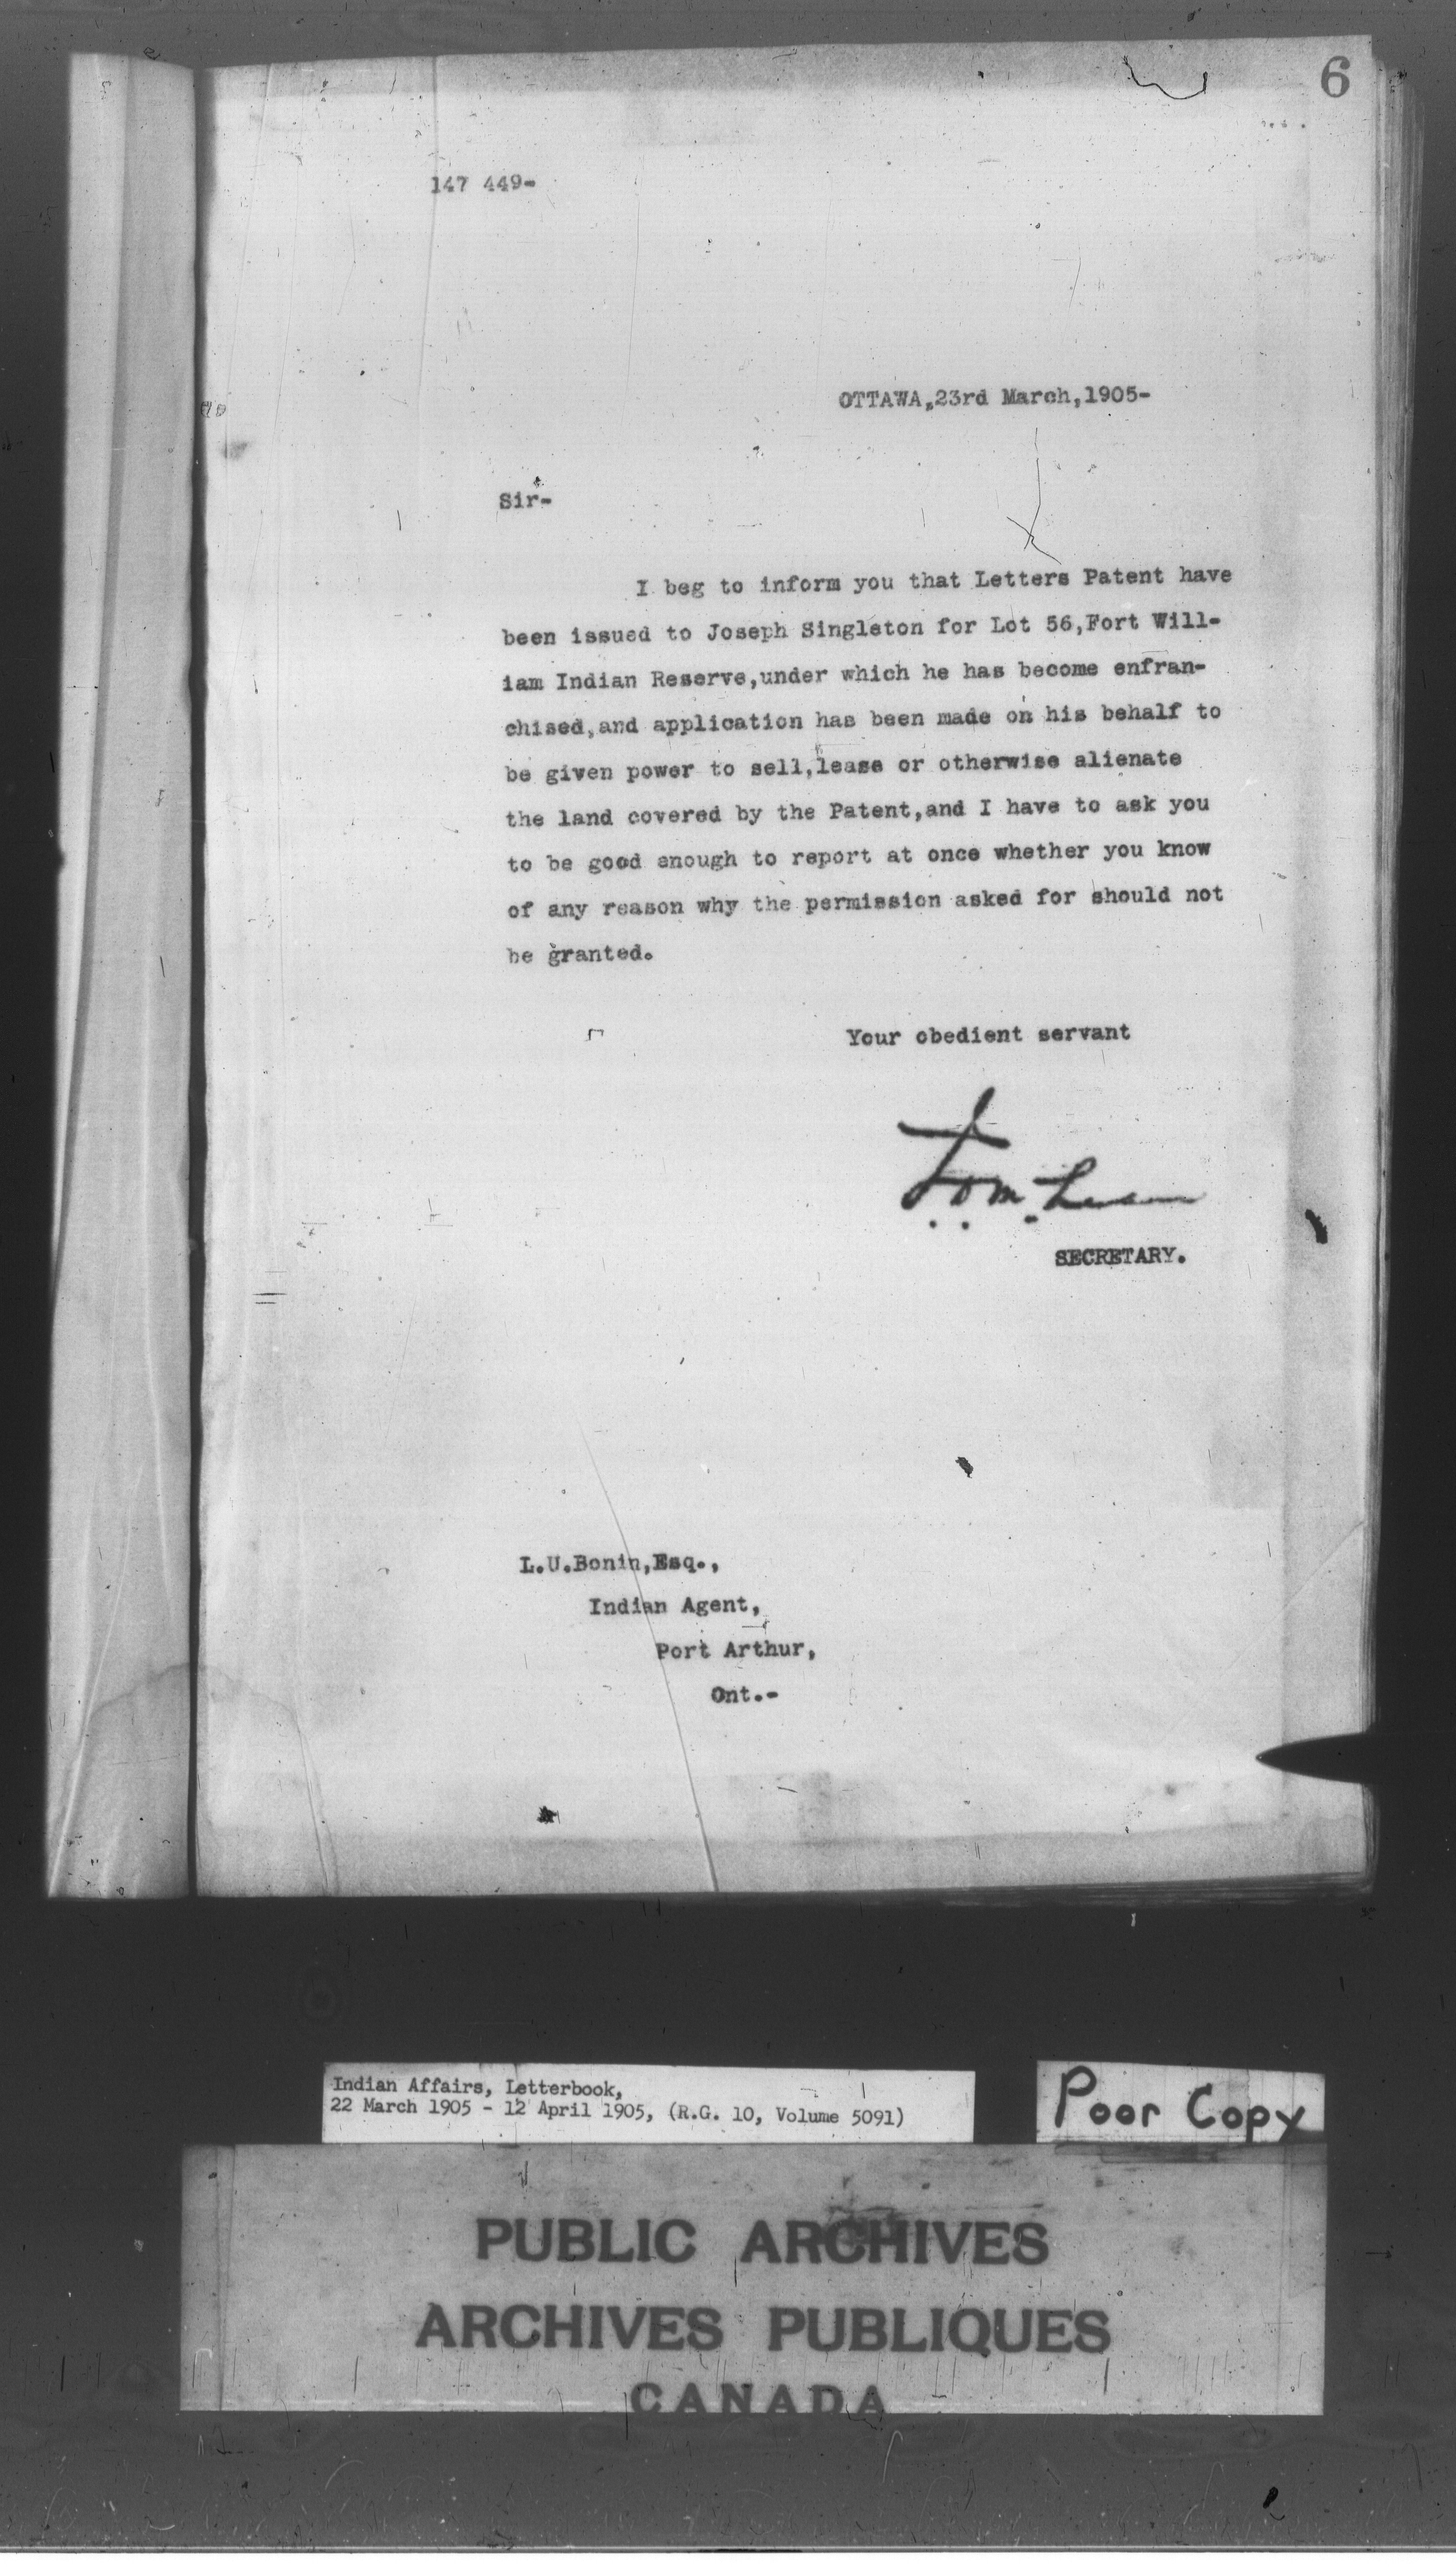 6
147 449-
OTTAWA,23rd March,1905-
Sir-
I beg to inform you that Letters Patent have
been issued to Joseph Singleton for Lot 56,Fort Will-
iam Indian Reserve,under which he has become enfran-
chised,and application has been made on his behalf to
be given power to sell,lease or otherwise alienate
the land covered by the Patent,and I have to ask you
to be good enough to report at once whether you know
of any reason why the permission asked for should not
be granted.
Your obedient servant
SECRETARY.
L.U.Bonin,Esq.,
Indian Agent,
Port Arthur,
Ont.-
Indian Affairs, Letterbook,
22 March 1905 - 12 April 1905, (R.G. 10, Volume 5091)
Poor Copy
PUBLIC ARCHIVES
ARCHIVES PUBLIQUES
CANADA